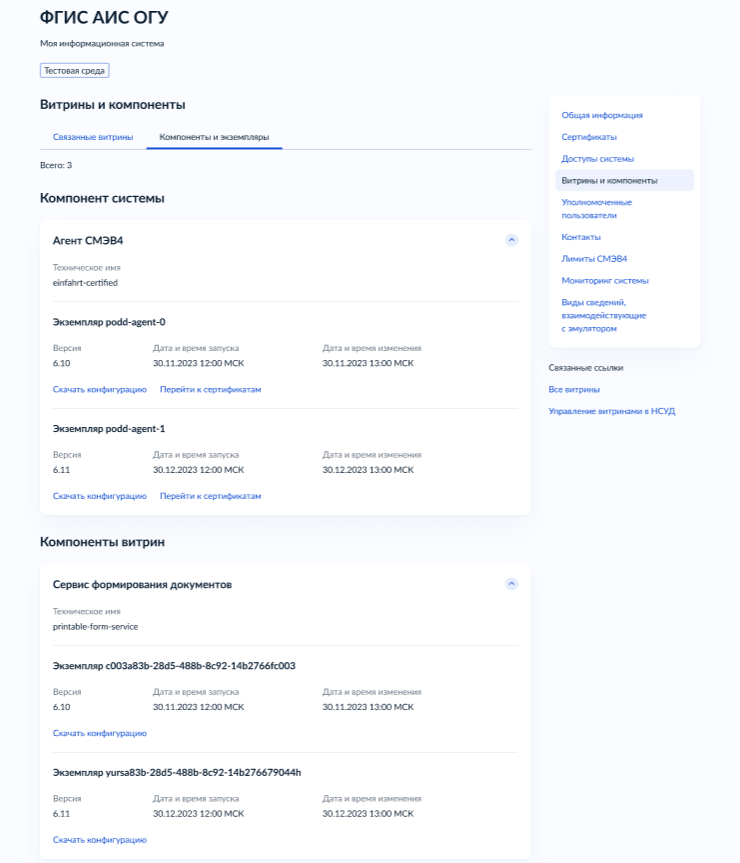 ФГИС АИС ОГУ
Моя информационная система
Тестовая среда
Витрины и компоненты
Связанные витрины
Компоненты и экземпляры
Всего: 3
Компонент системы
Агент СМЭВ4
Техническое имя
einfahrt-certified
Экземпляр podd-agent-0
Версия Дата и время запуска Дата и время изменения
6.10 30.11.2023 12:00 МСК 30.11.2023 13:00 МСК
Скачать конфигурацию Перейти к сертификатам
Экземпляр podd-agent-1
Версия Дата и время запуска Дата и время изменения
6.11 30.12.2023 12:00 МСК 30.12.2023 13:00 МСК
Скачать конфигурацию Перейти к сертификатам
Компоненты витрин
Сервис формирования документов
Техническое имя
printable-form-service
Экземпляр c003a83b-28d5-488b-8c92-14b2766fc003
Версия Дата и время запуска Дата и время изменения
6.10 30.11.2023 12:00 МСК 30.11.2023 13:00 МСК
Скачать конфигурацию
Экземпляр yursa83b-28d5-488b-8c92-14b276679044h
Версия Дата и время запуска Дата и время изменения
6.11 30.12.2023 12:00 МСК 30.12.2023 13:00 МСК
Скачать конфигурацию
Общая информация
Сертификаты
Доступы системы
Витрины и компоненты
Уполномоченные
пользователи
Контакты
Лимиты СМЭВ4
Мониторинг системы
Виды сведений,
взаимодействующие
с эмулятором
Связанные ссылки
Все витрины
Управление витринами в НСУД